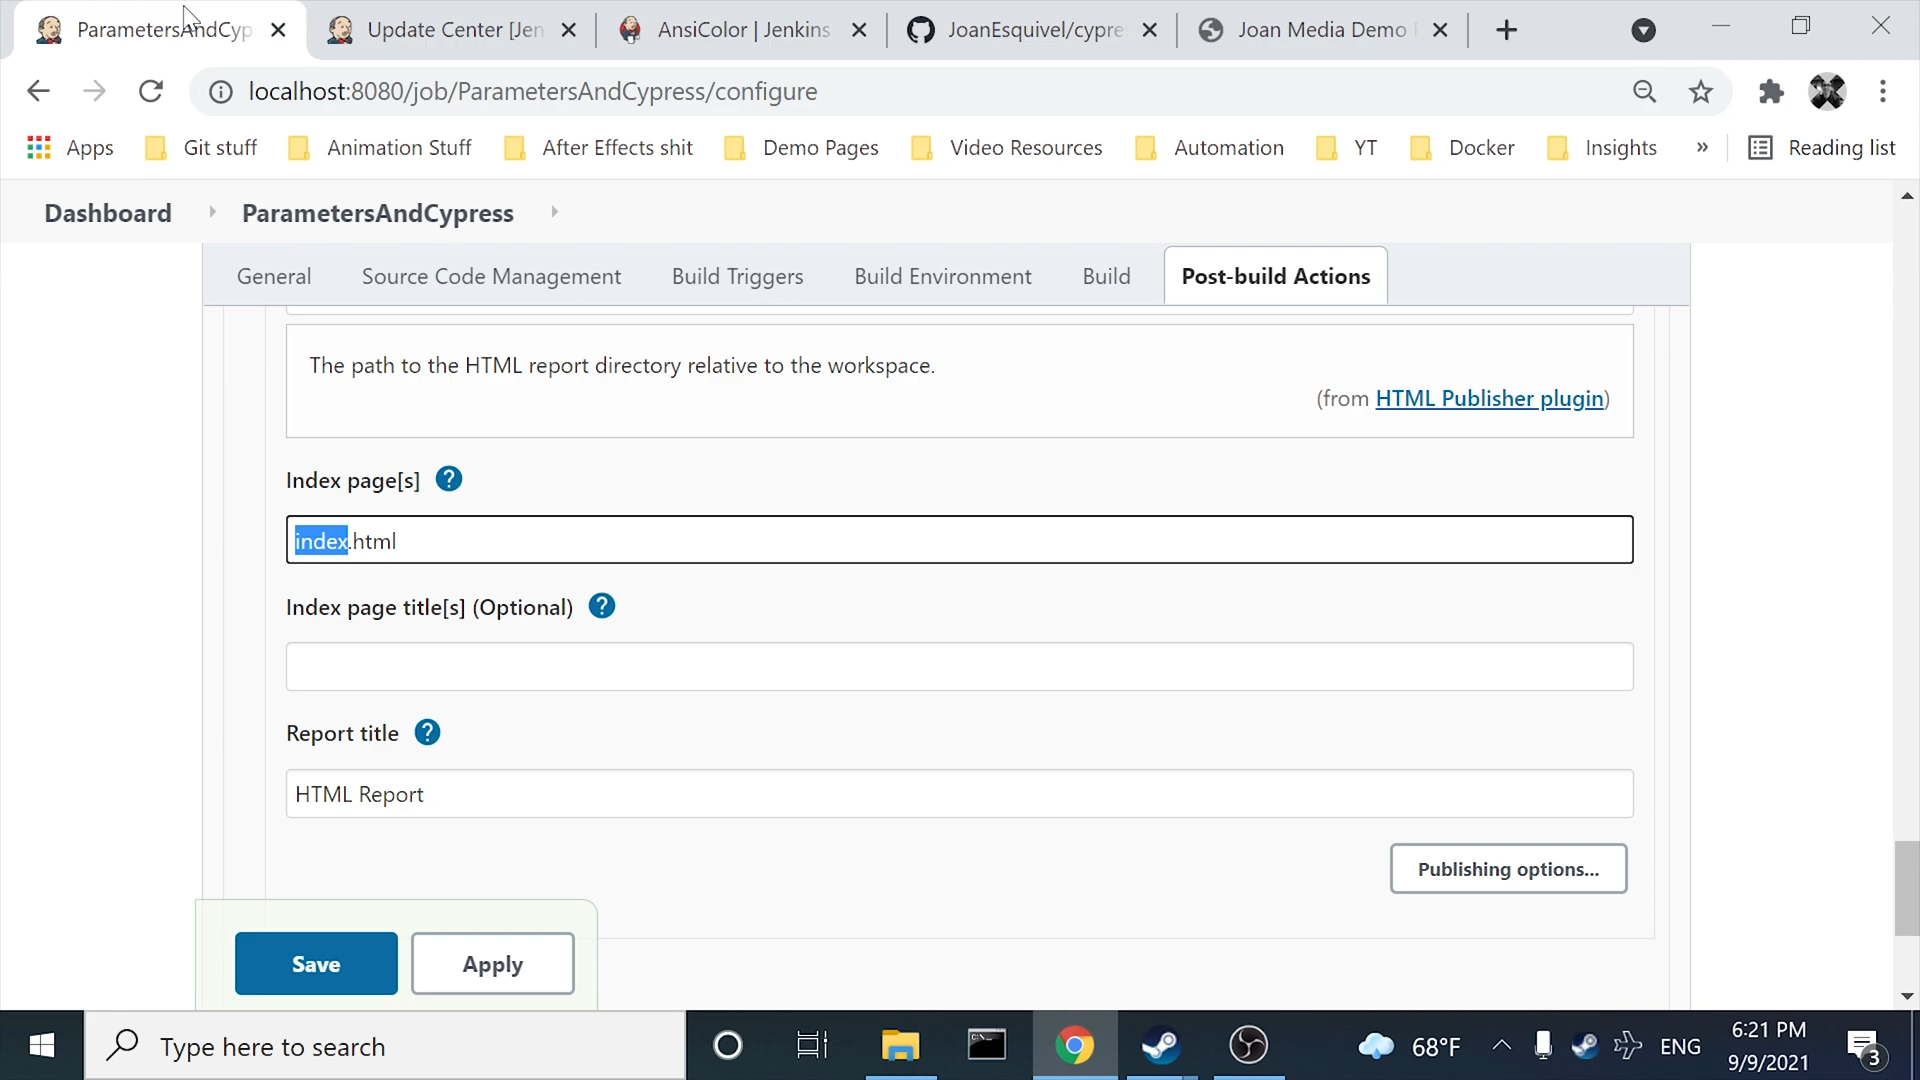 ParametersAndCyp
Update Center [Jen
AnsiColor | Jenkins
JoanEsquivel/cypre
Joan Media Demo
localhost:8080/job/ParametersAndCypress/configure
Apps
Git stuff
Animation Stuff
After Effects shit
Demo Pages
Video Resources
Automation
YT
Docker
Insights
»
Reading list
Dashboard
ParametersAndCypress
General
Source Code Management
Build Triggers
Build Environment
Build
Post-build Actions
The path to the HTML report directory relative to the workspace.
(from HTML Publisher plugin)
Index page[s]
index.html
Index page title[s] (Optional)
Report title
HTML Report
Publishing options...
Save
Apply
Type here to search
68°F
ENG
6:21 PM
9/9/2021
3